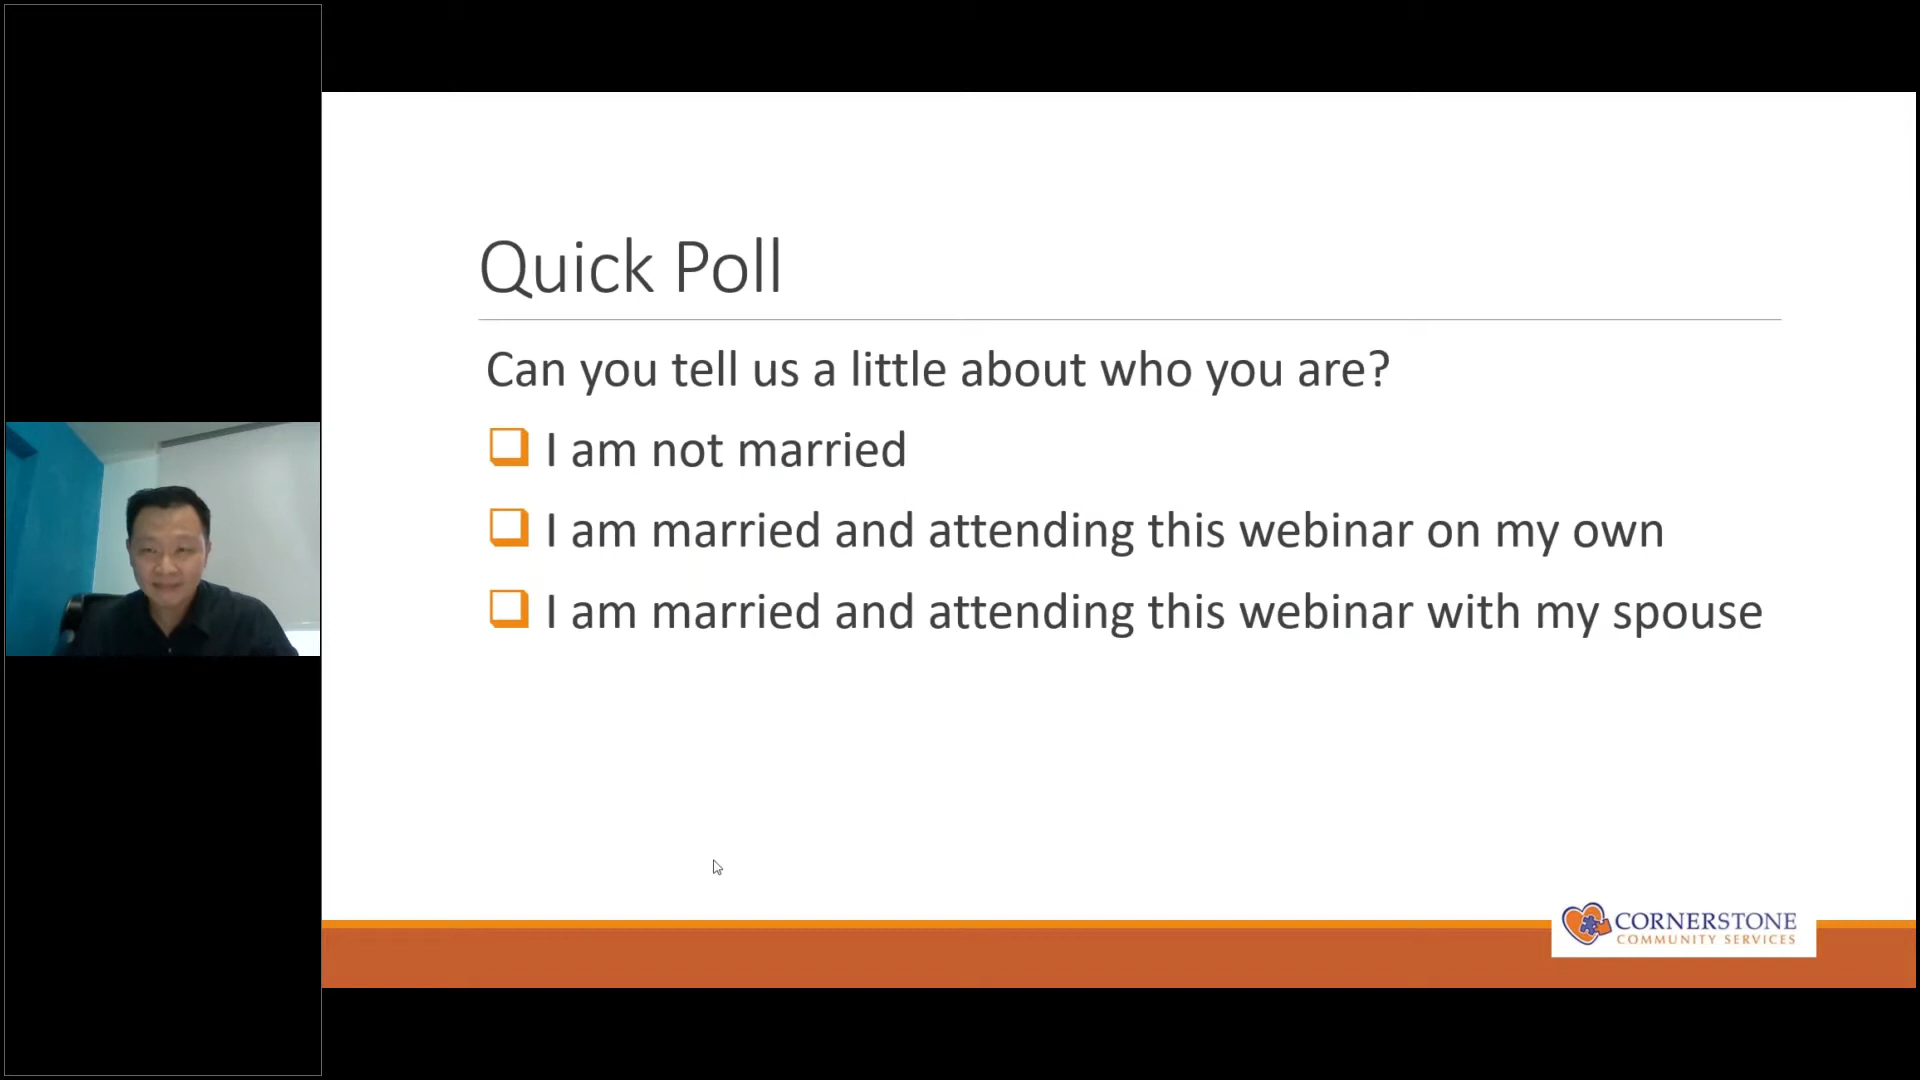 Quick Poll
Can you tell us a little about who you are?
I am not married
I am married and attending this webinar on my own
I am married and attending this webinar with my spouse
CORNERSTONE
COMMUNITY SERVICES